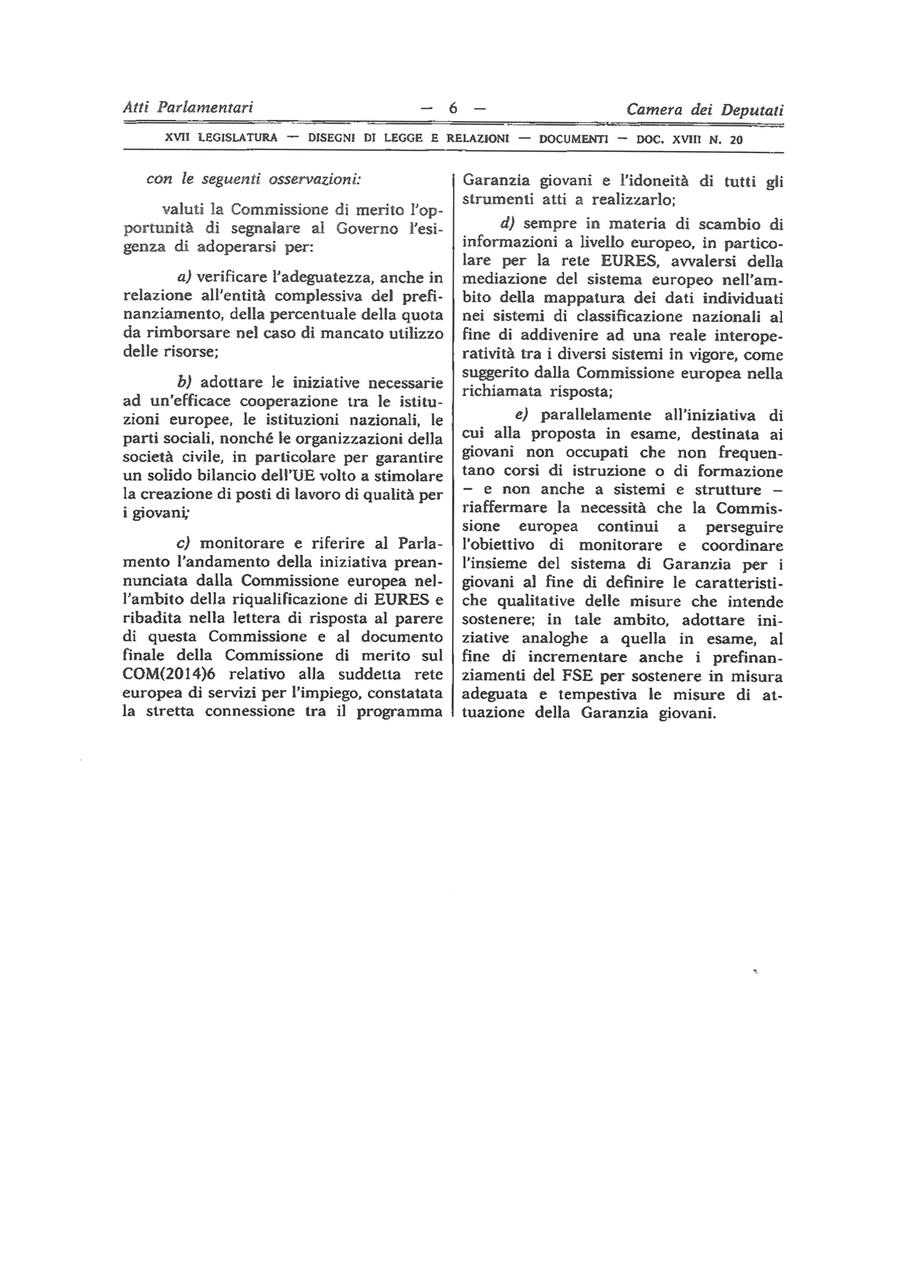 Atti Parlamentari — 6 — Camera dei Deputati
XVII LEGISLATURA — DISEGNI DI LEGGE E RELAZIONI — DOCUMENTI — DOC. XVIII N. 20
con le seguenti osservazioni:
valuti la Commissione di merito l'op-
portunità di segnalare al Governo l'esi-
genza di adoperarsi per:
a) verificare l'adeguatezza, anche in
relazione all'entità complessiva del prefi-
nanziamento, della percentuale della quota
da rimborsare nel caso di mancato utilizzo
delle risorse;
b) adottare le iniziative necessarie
ad un'efficace cooperazione tra le istitu-
zioni europee, le istituzioni nazionali, le
parti sociali, nonché le organizzazioni della
società civile, in particolare per garantire
un solido bilancio dell'UE volto a stimolare
la creazione di posti di lavoro di qualità per
i giovani;
c) monitorare e riferire al Parla-
mento l'andamento della iniziativa prean-
nunciata dalla Commissione europea nel-
l'ambito della riqualificazione di EURES e
ribadita nella lettera di risposta al parere
di questa Commissione e al documento
finale della Commissione di merito sul
COM(2014)6 relativo alla suddetta rete
europea di servizi per l'impiego, constatata
la stretta connessione tra il programma
Garanzia giovani e l'idoneità di tutti gli
strumenti atti a realizzarlo;
d) sempre in materia di scambio di
informazioni a livello europeo, in partico-
lare per la rete EURES, avvalersi della
mediazione del sistema europeo nell'am-
bito della mappatura dei dati individuati
nei sistemi di classificazione nazionali al
fine di addivenire ad una reale interope-
ratività tra i diversi sistemi in vigore, come
suggerito dalla Commissione europea nella
richiamata risposta;
e) parallelamente all'iniziativa di
cui alla proposta in esame, destinata ai
giovani non occupati che non frequen-
tano corsi di istruzione o di formazione
– e non anche a sistemi e strutture –
riaffermare la necessità che la Commis-
sione europea continui a perseguire
l'obiettivo di monitorare e coordinare
l'insieme del sistema di Garanzia per i
giovani al fine di definire le caratteristi-
che qualitative delle misure che intende
sostenere; in tale ambito, adottare ini-
ziative analoghe a quella in esame, al
fine di incrementare anche i prefinan-
ziamenti del FSE per sostenere in misura
adeguata e tempestiva le misure di at-
tuazione della Garanzia giovani.